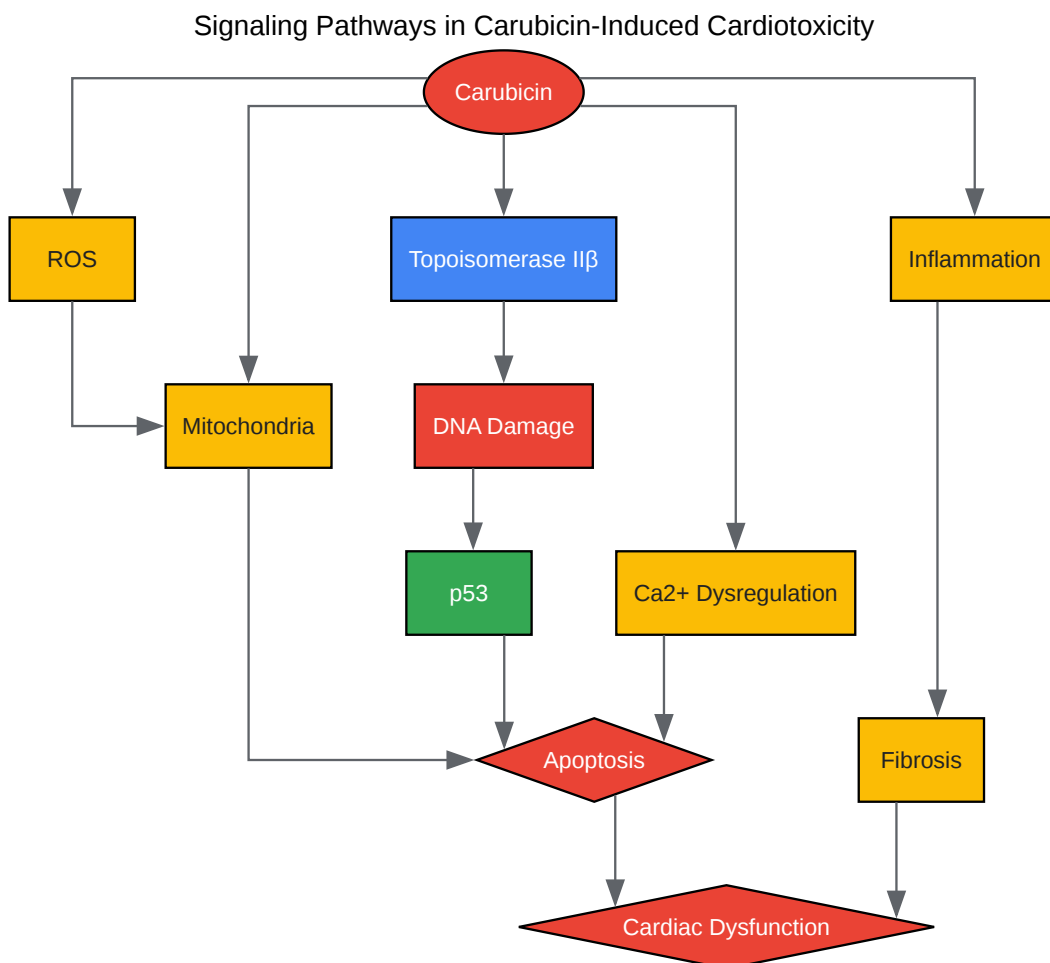 Signaling Pathways in Carubicin-Induced Cardiotoxicity
Carubicin
ROS
Topoisomerase IIβ
Inflammation
Mitochondria
DNA Damage
p53
Ca2+ Dysregulation
Apoptosis
Fibrosis
Cardiac Dysfunction